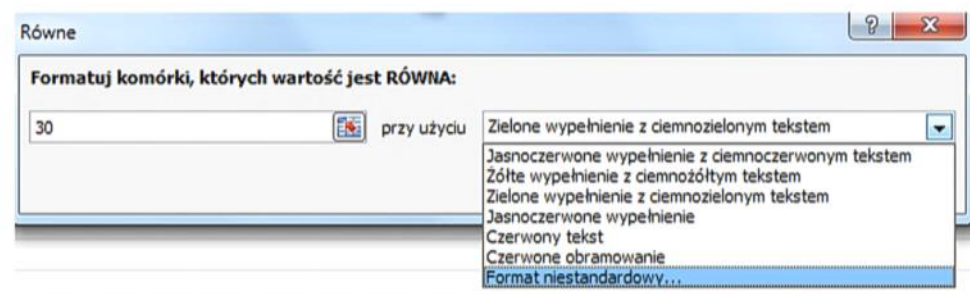 Równe
Formatuj komórki, których wartość jest RÓWNA:
30 przy użyciu Zielone wypełnienie z ciemnozielonym tekstem
Jasnoczerwone wypełnienie z ciemnoczerwonym tekstem
Żółte wypełnienie z ciemnożółtym tekstem
Zielone wypełnienie z ciemnozielonym tekstem
Jasnoczerwone wypełnienie
Czerwony tekst
Czerwone obramowanie
Format niestandardowy...